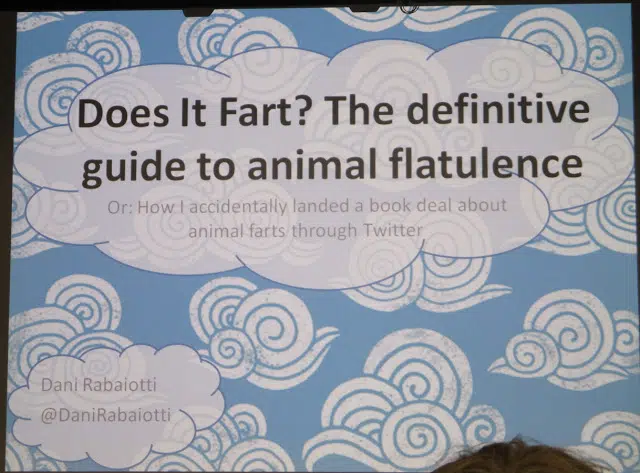 Does It Fart? The definitive
guide to animal flatulence
Or: How I accidentally landed a book deal about
animal farts through Twitter
Dani Rabaiotti
@DaniRabaiotti